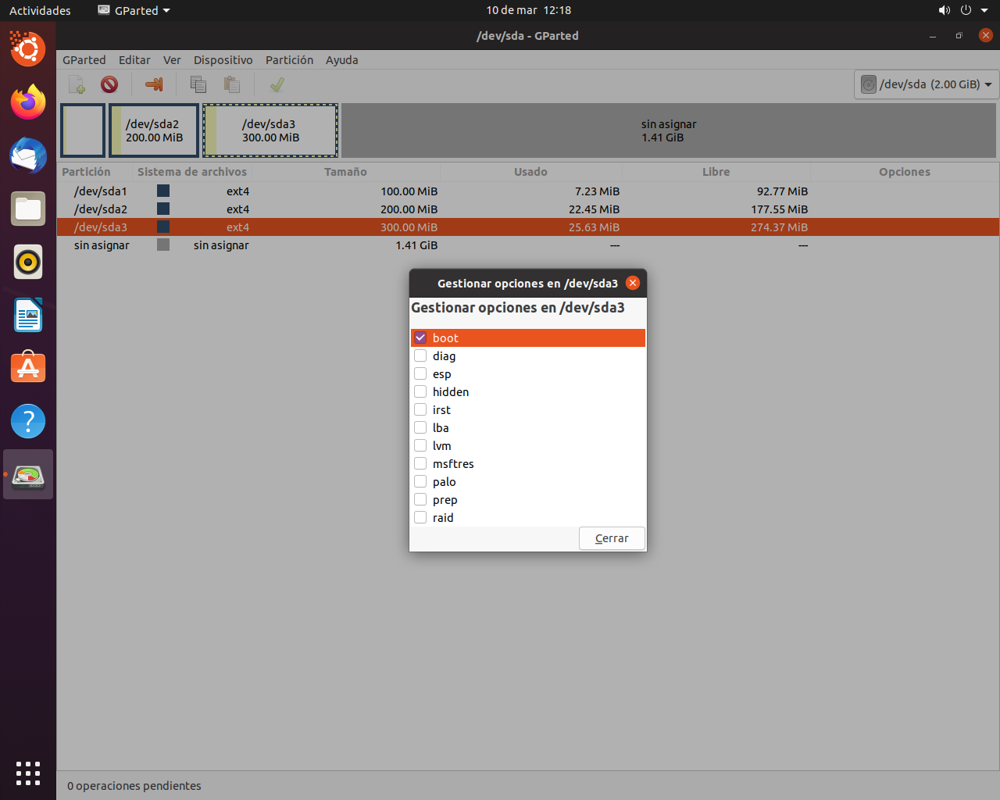 Actividades GParted 10 de mar 12:18
/dev/sda - GParted
GParted Editar Ver Dispositivo Partición Ayuda
/dev/sda (2.00 GiB)
/dev/sda2
200.00 MiB
/dev/sda3
300.00 MiB
sin asignar
1.41 GiB
Partición Sistema de archivos Tamaño Usado Libre Opciones
/dev/sda1 ext4 100.00 MiB 7.23 MiB 92.77 MiB
/dev/sda2 ext4 200.00 MiB 22.45 MiB 177.55 MiB
/dev/sda3 ext4 300.00 MiB 25.63 MiB 274.37 MiB
sin asignar sin asignar 1.41 GiB --- ---
Gestionar opciones en /dev/sda3
Gestionar opciones en /dev/sda3
boot
diag
esp
hidden
irst
lba
lvm
msftres
palo
prep
raid
Cerrar
0 operaciones pendientes